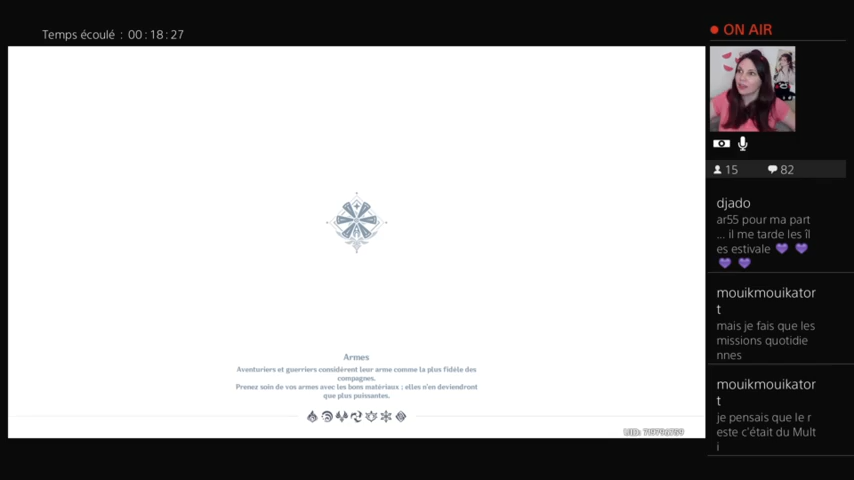 Temps écoulé : 00:18:27
ON AIR
15
82
djado
ar55 pour ma part
... il me tarde les îl
es estivale 💜 💜
💜 💜
mouikmouikator
t
mais je fais que les
missions quotidie
nnes
mouikmouikator
t
je pensais que le r
este c'était du Mult
i
Armes
Aventuriers et guerriers considèrent leur arme comme la plus fidèle des
compagnes.
Prenez soin de vos armes avec les bons matériaux ; elles n'en deviendront
que plus puissantes.